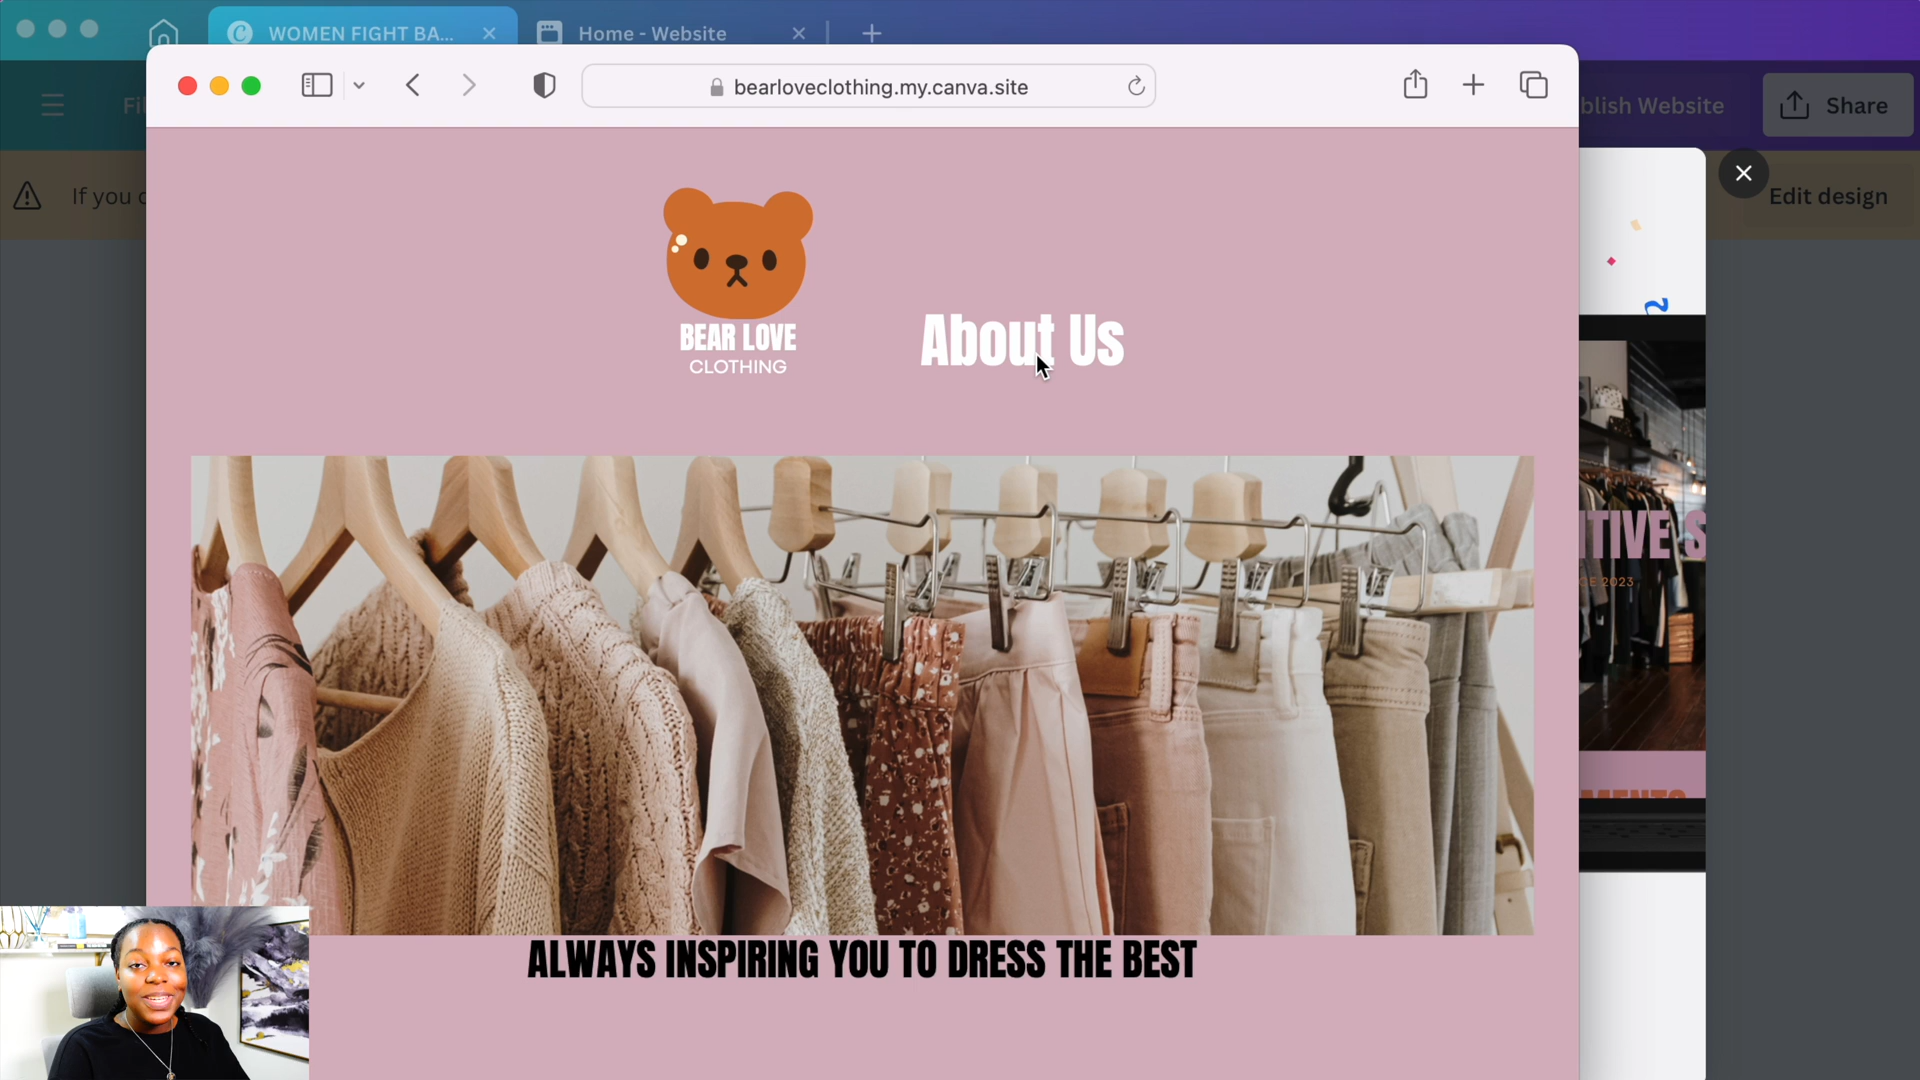 WOMEN FIGHT BA...
Home - Website
bearloveclothing.my.canva.site
Share
If you
Edit design
BEAR LOVE
CLOTHING
About Us
2023
ALWAYS INSPIRING YOU TO DRESS THE BEST
Website